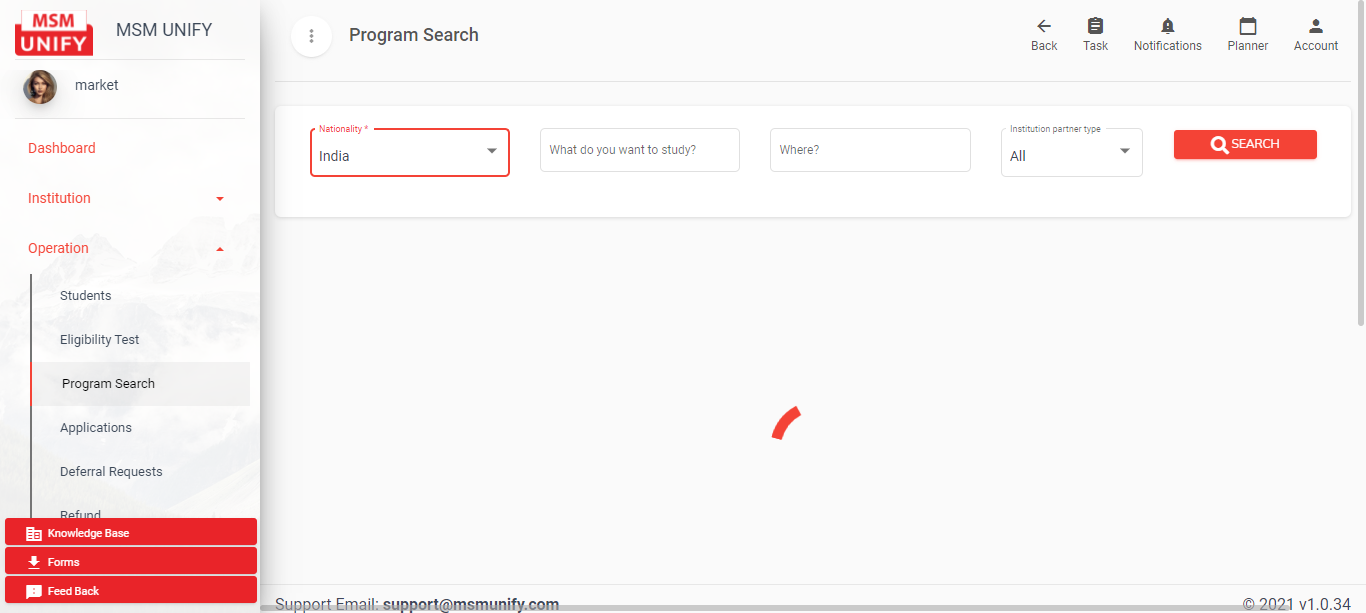 MSM
UNIFY
MSM UNIFY
market
Dashboard
Institution
Operation
Students
Eligibility Test
Program Search
Applications
Deferral Requests
Refund
Knowledge Base
Forms
Feed Back
Program Search
Back
Task
Notifications
Planner
Account
Nationality *
India
What do you want to study?
Where?
Institution partner type
All
SEARCH
Support Email: support@msmunify.com
© 2021 v1.0.34